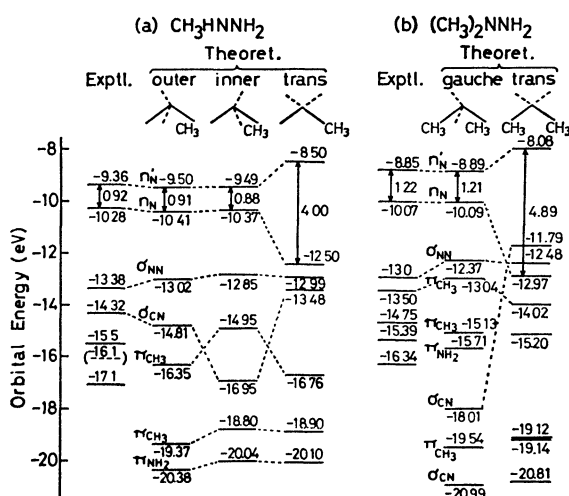 (a) CH3HNNH2
(b) (CH3)2NNH2
Theoret.
Theoret.
Exptl. outer inner trans
Exptl. gauche trans
CH3 CH3 CH3
CH3 CH3 CH3
Orbital Energy (eV)
-8
-10
-12
-14
-16
-18
-20
-9.36
0.92
-10.28
-13.38
-14.32
-15.5
-16.1
(---)
-17.1
n'N
-9.50
nN
0.91
-10.41
σNN
-13.02
σCN
-14.81
πCH3
-16.35
πCH3
-19.37
πNH2
-20.38
-9.49
0.88
-10.37
-12.85
-14.95
-16.95
-18.80
-20.04
-8.50
4.00
-12.50
-12.99
-13.48
-16.76
-18.90
-20.10
-8.85
1.22
-10.07
-13.0
-13.50
-14.75
-15.39
-16.34
n'N
-8.89
nN
1.21
-10.09
σNN
-12.37
πCH3
-13.04
πCH3
-15.13
πNH2
-15.71
σCN
-18.01
πCH3
-19.54
σCN
-20.99
-8.08
4.89
-11.79
-12.48
-12.97
-14.02
-15.20
-19.12
-19.14
-20.81